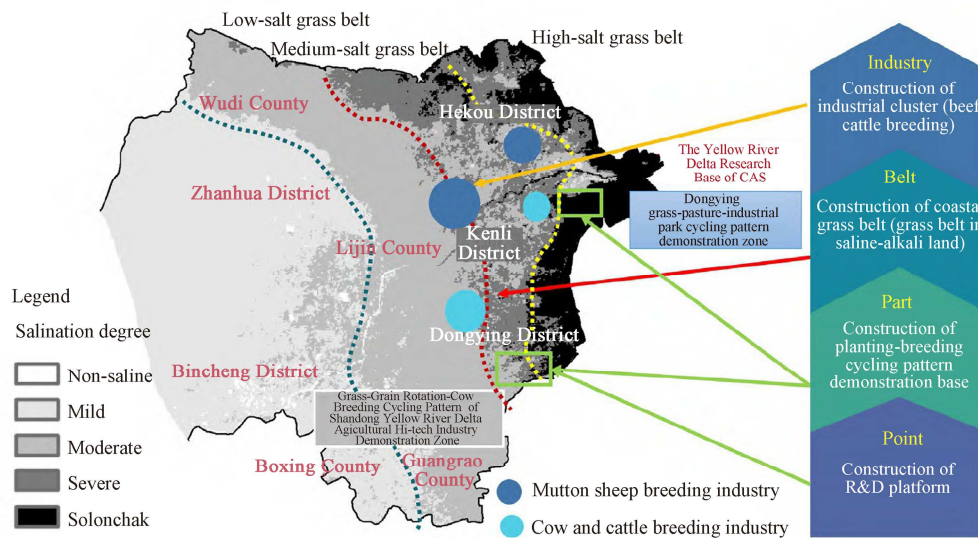 Low-salt grass belt
Medium-salt grass belt
High-salt grass belt
Wudi County
Hekou District
Zhanhua District
The Yellow River
Delta Research
Base of CAS
Dongying
grass-pasture-industrial
park cycling pattern
demonstration zone
Lijin County
Kenli
District
Dongying District
Bincheng District
Grass-Grain Rotation-Cow
Breeding Cycling Pattern of
Shandong Yellow River Delta
Agicultural Hi-tech Industry
Demonstration Zone
Boxing County
Guangrao
County
Legend
Salination degree
Non-saline
Mild
Moderate
Severe
Solonchak
Mutton sheep breeding industry
Cow and cattle breeding industry
Industry
Construction of
industrial cluster (beef
cattle breeding)
Belt
Construction of coasta
grass belt (grass belt in
saline-alkali land)
Part
Construction of
planting-breeding
cycling pattern
demonstration base
Point
Construction of
R&D platform